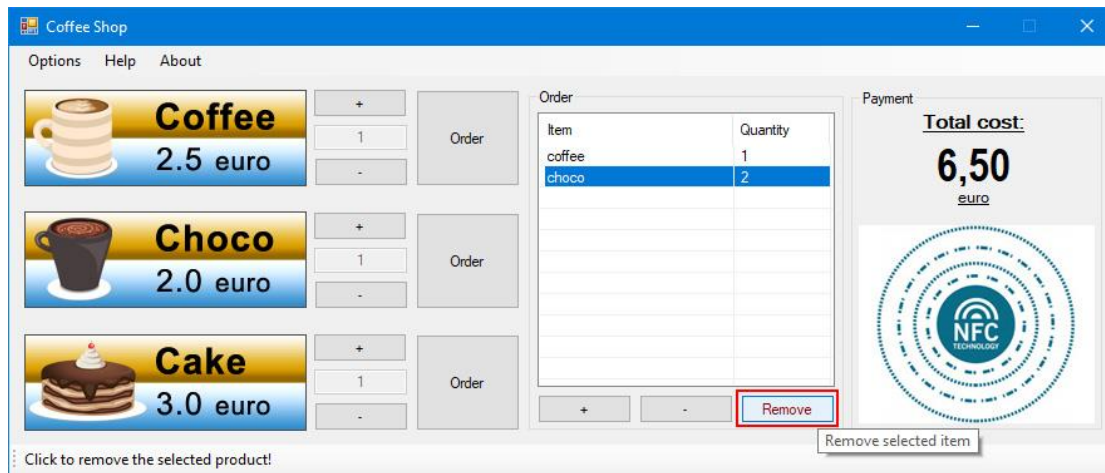 Coffee Shop
Options Help About
Coffee
2.5 euro
+
1
-
Order
Choco
2.0 euro
+
1
-
Order
Cake
3.0 euro
+
1
-
Order
Order
Item Quantity
coffee 1
choco 2
+ - Remove
Remove selected item
Payment
Total cost:
6,50
euro
NFC
TECHNOLOGY
Click to remove the selected product!